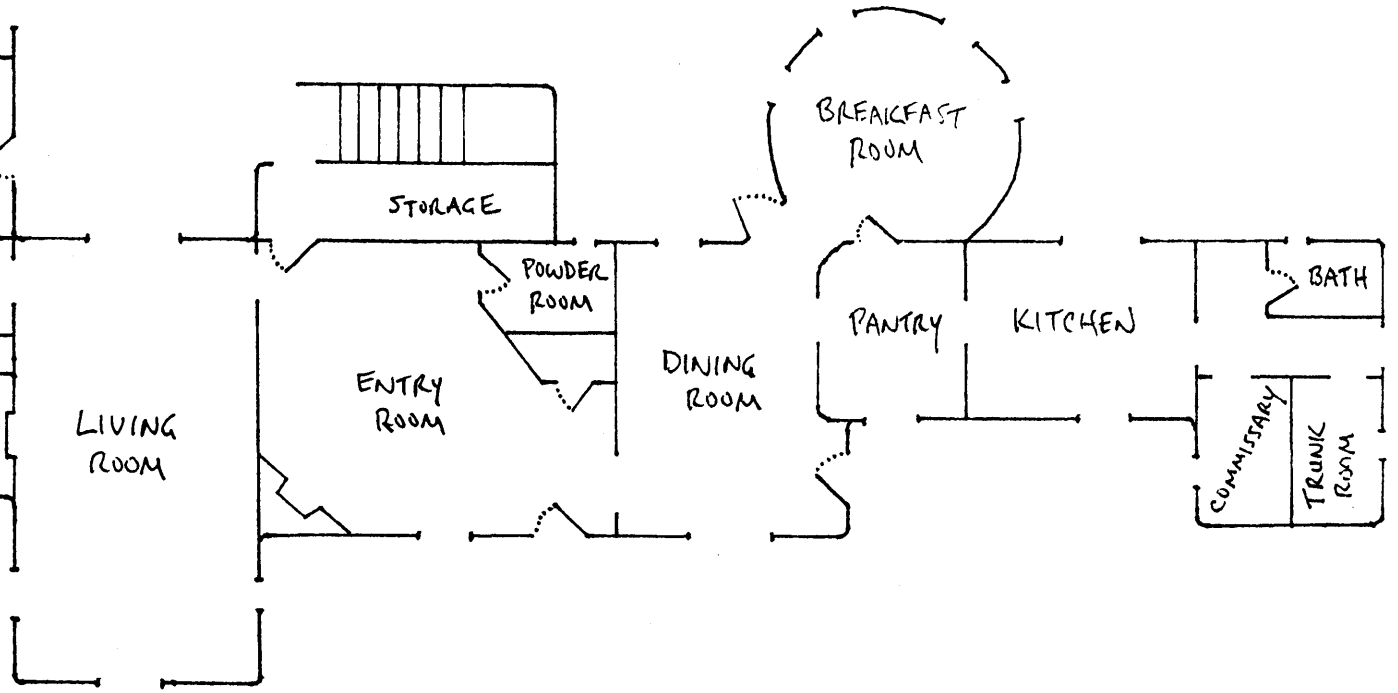 BREAKFAST
ROOM
STORAGE
POWDER
ROOM
BATH
PANTRY
KITCHEN
DINING
ROOM
ENTRY
ROOM
LIVING
ROOM
COMMISSARY
TRUNK
ROOM